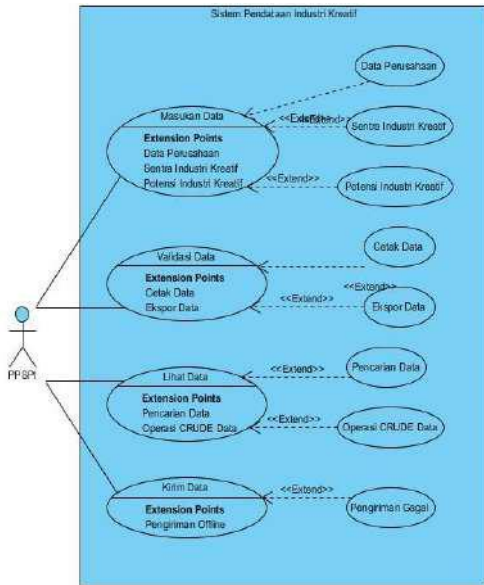 Sistem Pendataan Industri Kreatif
Data Perusahaan
Masukan Data
<<Extend>>
<<Extend>>
Extension Points
Data Perusahaan
Sentra Industri Kreatif
Potensi Industri Kreatif
Sentra Industri Kreatif
<<Extend>>
Potensi Industri Kreatif
Validasi Data
Extension Points
Cetak Data
Ekspor Data
Cetak Data
<<Extend>>
<<Extend>>
Ekspor Data
PPSPI
Lihat Data
Extension Points
Pencarian Data
Operasi CRUDE Data
<<Extend>>
Pencarian Data
<<Extend>>
Operasi CRUDE Data
Kirim Data
Extension Points
Pengiriman Offline
<<Extend>>
Pengiriman Gagal